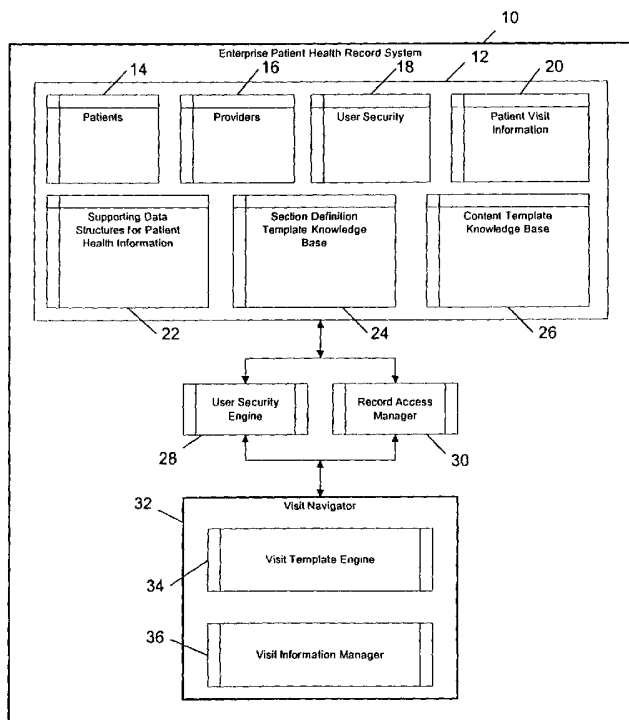 10
Enterprise Patient Health Record System
12
14
16
18
20
Patients
Providers
User Security
Patient Visit
Information
Supporting Data
Structures for Patient
Health Information
Section Definition
Template Knowledge
Base
Content Template
Knowledge Base
22
24
26
User Security
Engine
Record Access
Manager
28
30
32
Visit Navigator
Visit Template Engine
34
36
Visit Information Manager